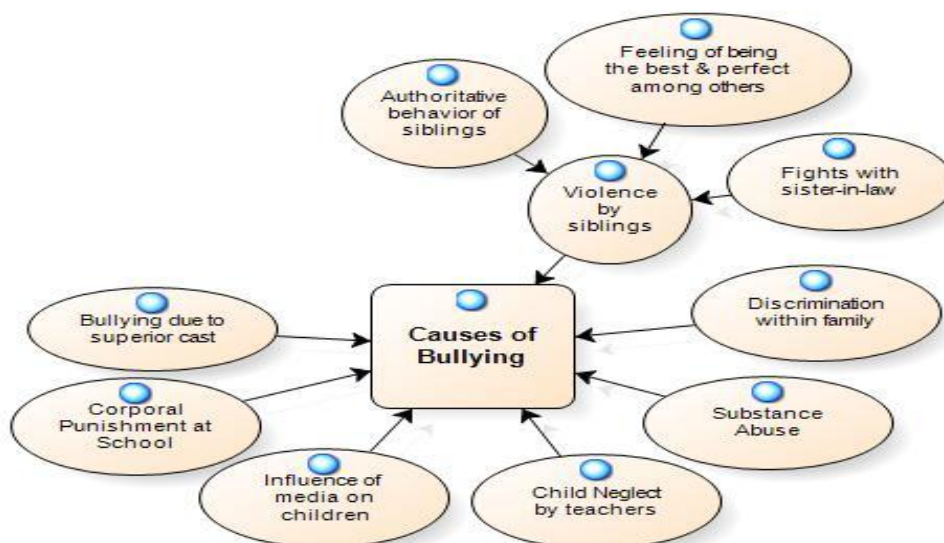 Feeling of being
the best & perfect
among others
Authoritative
behavior of
siblings
Fights with
sister-in-law
Violence
by
siblings
Discrimination
within family
Bullying due to
superior cast
Causes of
Bullying
Corporal
Punishment at
School
Substance
Abuse
Influence of
media on
children
Child Neglect
by teachers